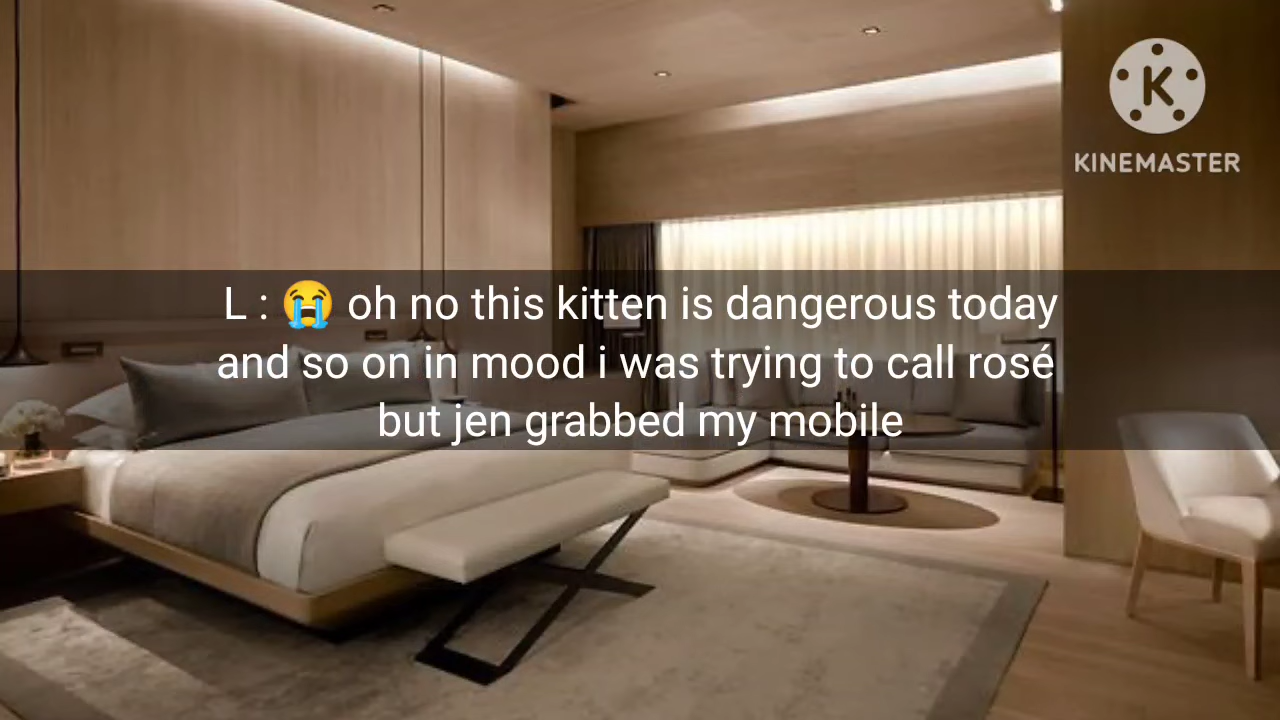 KINEMASTER
L : 😭 oh no this kitten is dangerous today
and so on in mood i was trying to call rosé
but jen grabbed my mobile